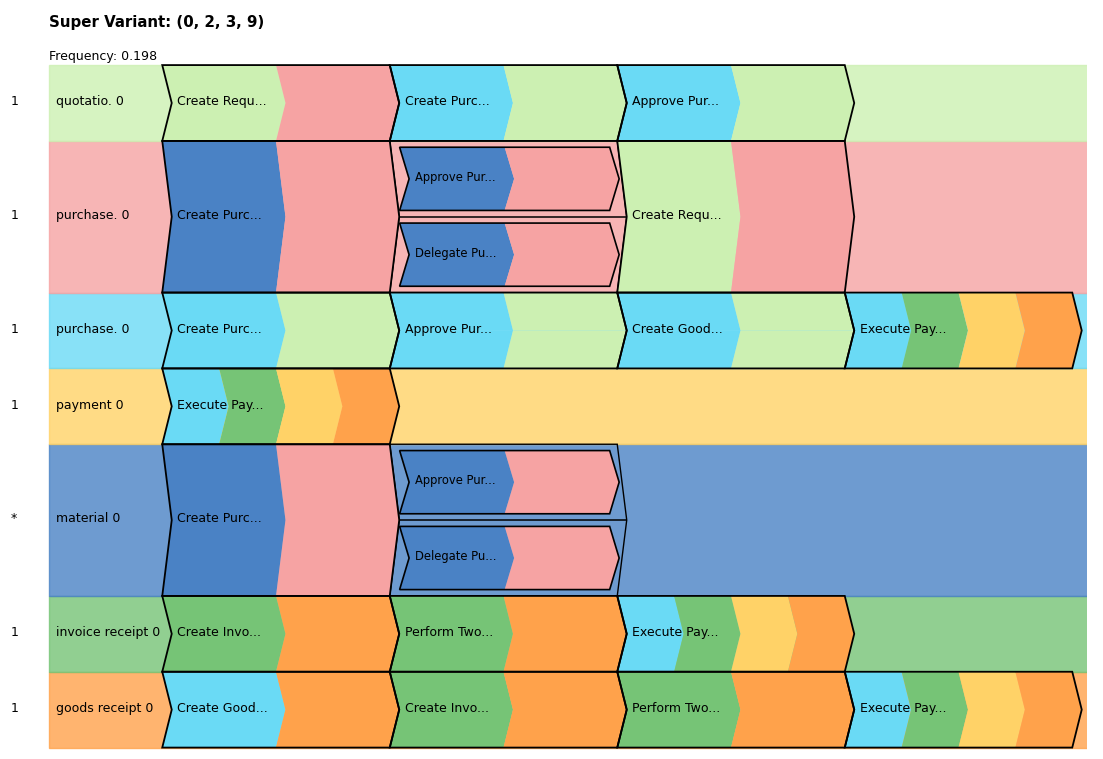 Super Variant: (0, 2, 3, 9)
Frequency: 0.198
1 quotatio. 0 Create Requ... Create Purc... Approve Pur...
1 purchase. 0 Create Purc... Approve Pur... Delegate Pu... Create Requ...
1 purchase. 0 Create Purc... Approve Pur... Create Good... Execute Pay...
1 payment 0 Execute Pay...
* material 0 Create Purc... Approve Pur... Delegate Pu...
1 invoice receipt 0 Create Invo... Perform Two... Execute Pay...
1 goods receipt 0 Create Good... Create Invo... Perform Two... Execute Pay...